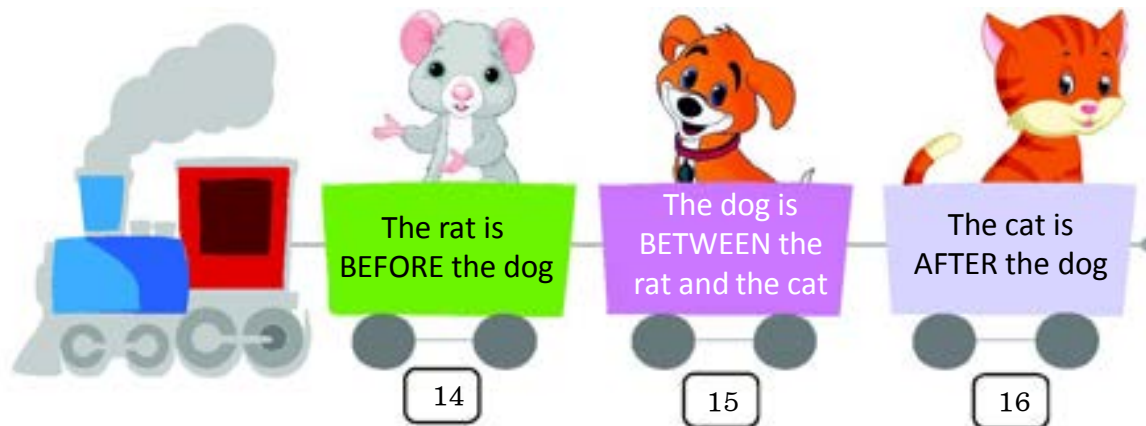 The rat is
BEFORE the dog
The dog is
BETWEEN the
rat and the cat
The cat is
AFTER the dog
14
15
16